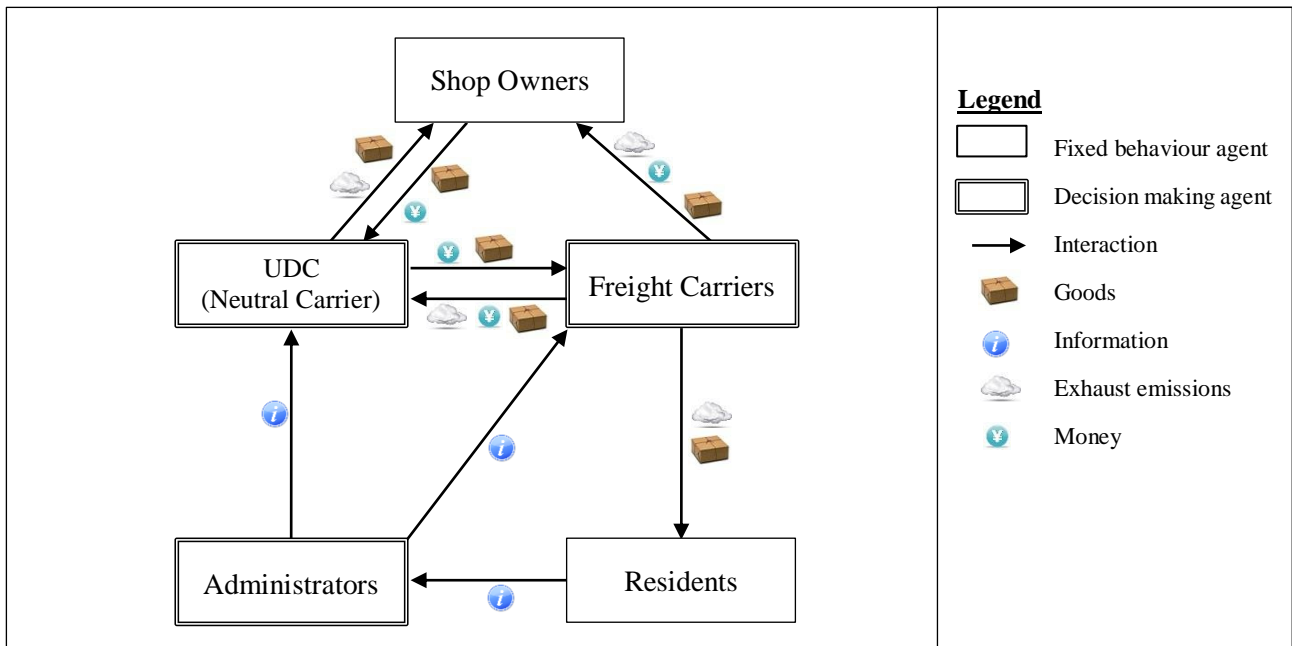 Shop Owners
UDC
(Neutral Carrier)
Freight Carriers
Administrators
Residents
Legend
Fixed behaviour agent
Decision making agent
Interaction
Goods
Information
Exhaust emissions
Money
¥
¥
¥
¥
¥
i
i
i
i